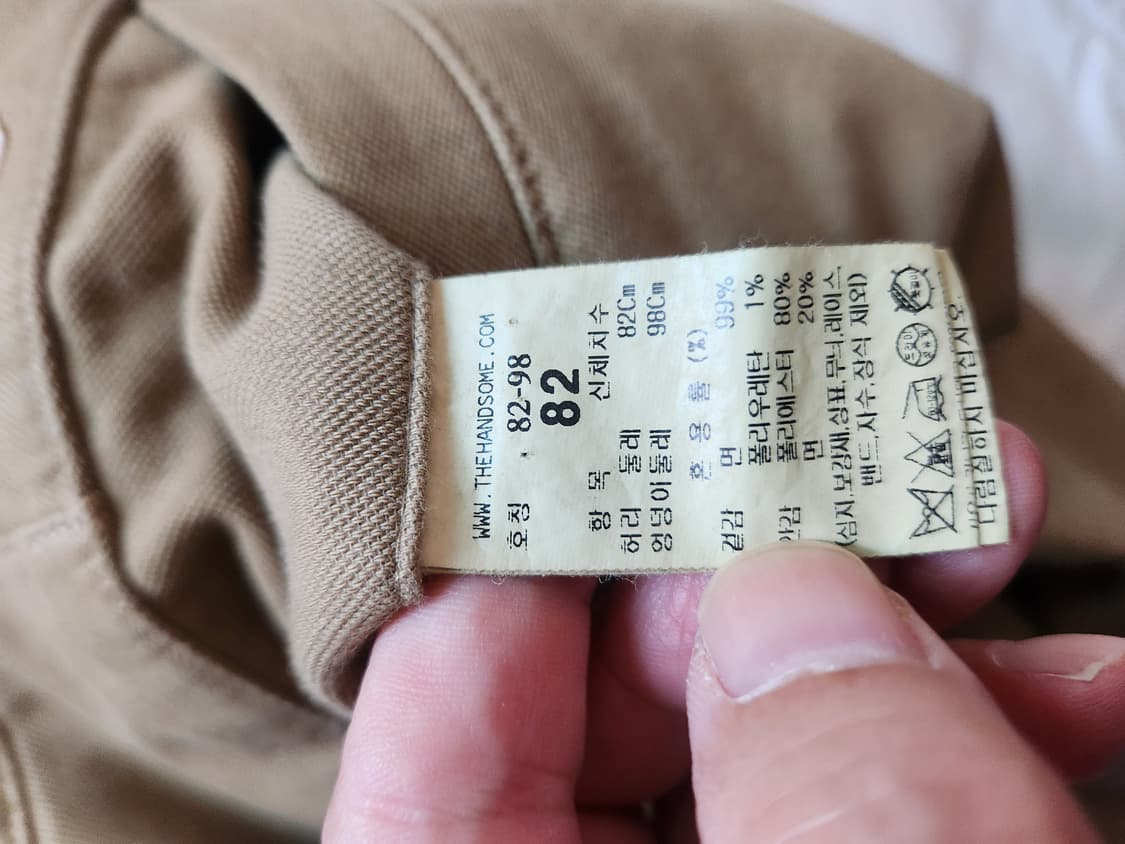 WWW.THEHANDSOME.COM
호칭 82-98
82
항 목 신체치수
허리 둘레 82Cm
엉덩이둘레 98Cm
혼 용 률 (%)
겉감 면 99%
폴리우레탄 1%
안감 폴리에스터 80%
면 20%
(심지,보강재,상표,무늬,레이스,
밴드,자수,장식 제외)
다림질하지 마십시오.